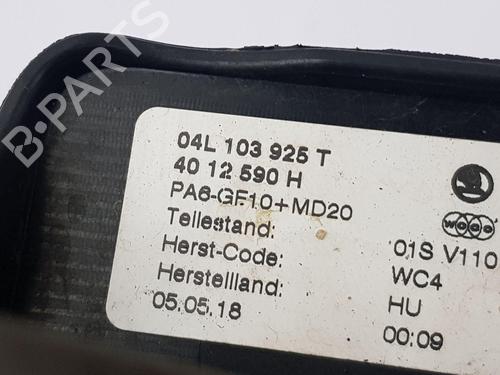 B-PARTS
04L 103 925 T
40 12 590 H
PA6-GF10+MD20
Teilestand: 01S V110
Herst-Code: WC4
Herstelland: HU
05.05.18 00:09